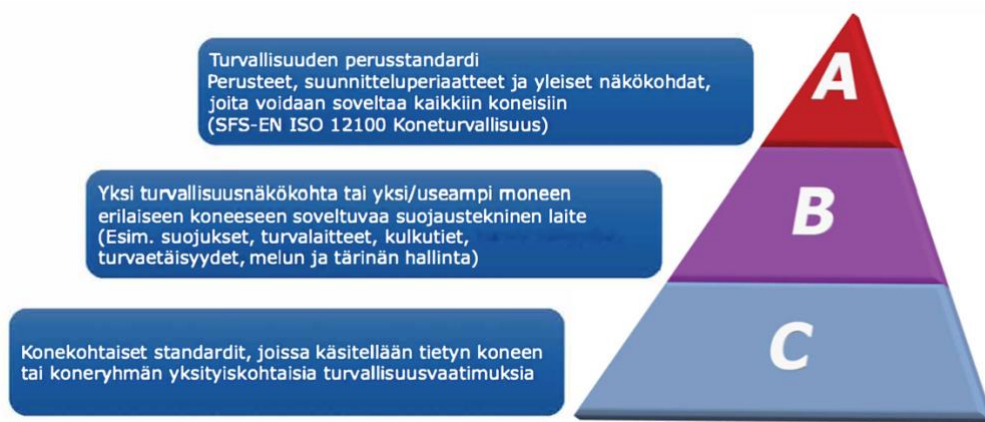 Turvallisuuden perusstandardi
Perusteet, suunnitteluperiaatteet ja yleiset näkökohdat,
joita voidaan soveltaa kaikkiin koneisiin
(SFS-EN ISO 12100 Koneturvallisuus)
A
Yksi turvallisuusnäkökohta tai yksi/useampi moneen
erilaiseen koneeseen soveltuvaa suojaustekninen laite
(Esim. suojukset, turvalaitteet, kulkutiet,
turvaetäisyydet, melun ja tärinän hallinta)
B
Konekohtaiset standardit, joissa käsitellään tietyn koneen
tai koneryhmän yksityiskohtaisia turvallisuusvaatimuksia
C